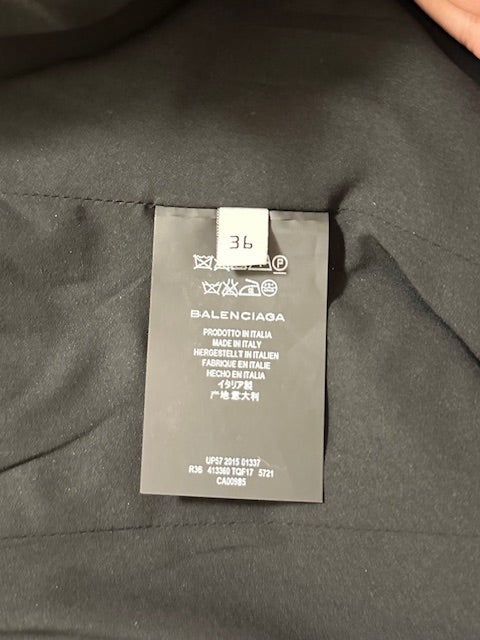 36
P
BALENCIAGA
PRODOTTO IN ITALIA
MADE IN ITALY
HERGESTELLT IN ITALIEN
FABRIQUE EN ITALIE
HECHO EN ITALIA
イタリア製
产地意大利
UP57 2015 01337
R3S 413360 TQF17 5721
CA00985